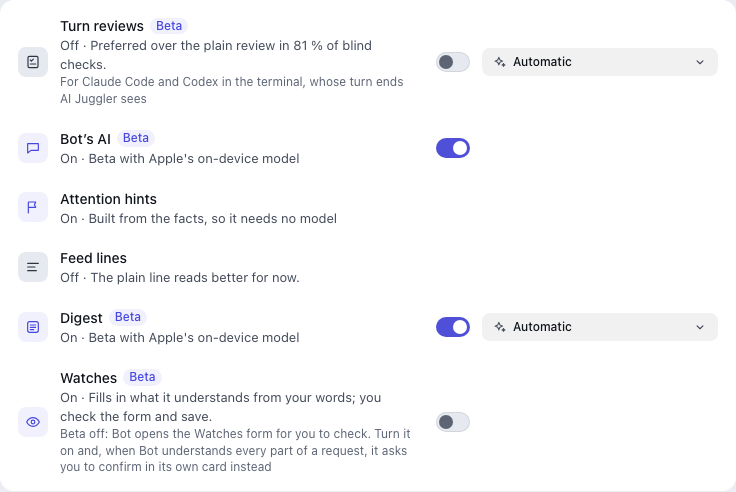 Turn reviews Beta
Off · Preferred over the plain review in 81 % of blind
checks.
For Claude Code and Codex in the terminal, whose turn ends
AI Juggler sees
Automatic
Bot’s AI Beta
On · Beta with Apple's on-device model
Attention hints
On · Built from the facts, so it needs no model
Feed lines
Off · The plain line reads better for now.
Digest Beta
On · Beta with Apple's on-device model
Automatic
Watches Beta
On · Fills in what it understands from your words; you
check the form and save.
Beta off: Bot opens the Watches form for you to check. Turn it
on and, when Bot understands every part of a request, it asks
you to confirm in its own card instead